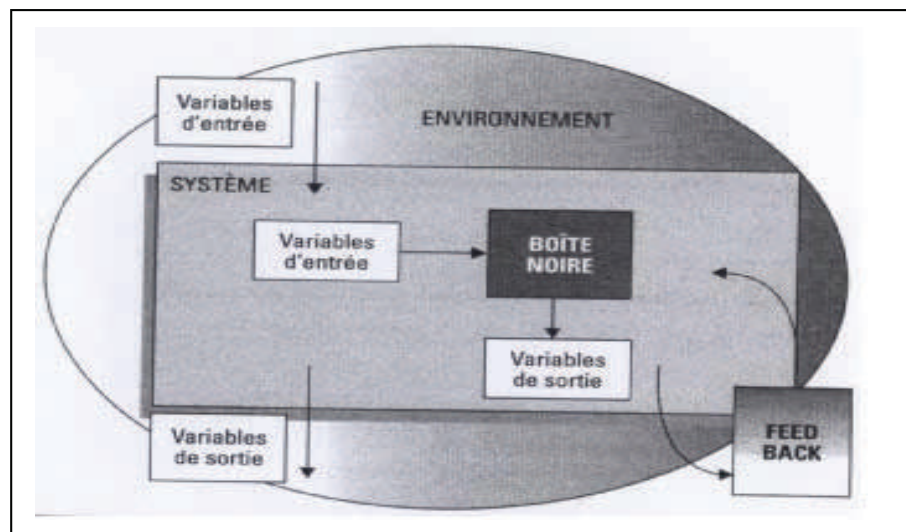 Variables
d'entrée
ENVIRONNEMENT
SYSTÈME
Variables
d'entrée
BOÎTE
NOIRE
Variables
de sortie
Variables
de sortie
FEED
BACK